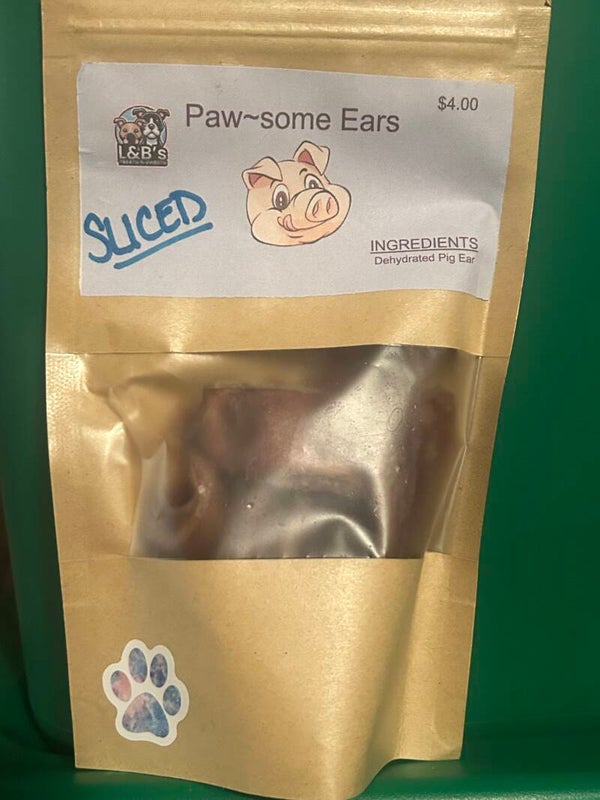 Paw~some Ears
$4.00
L&B's
SLICED
INGREDIENTS
Dehydrated Pig Ear